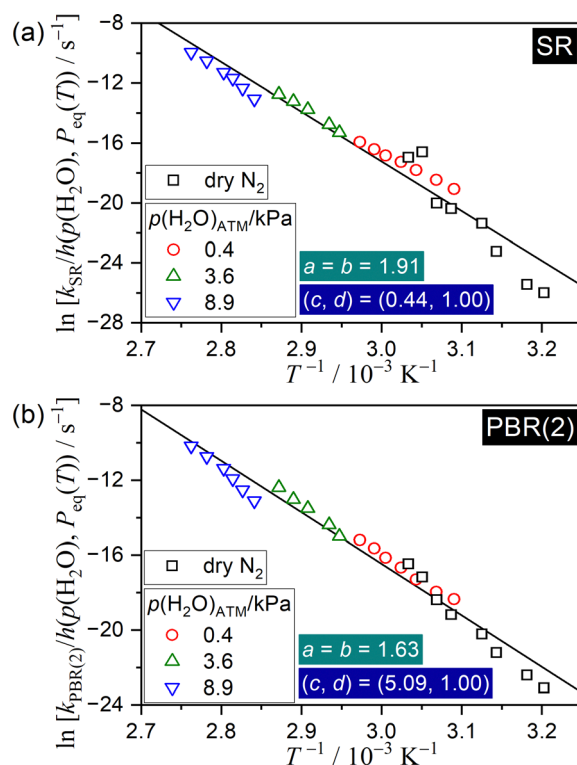 (a)
SR
ln [k_SR/h(p(H₂O), P_eq(T)) / s⁻¹]
−8
−12
−16
−20
−24
−28
dry N₂
p(H₂O)_ATM/kPa
0.4
3.6
8.9
a = b = 1.91
(c, d) = (0.44, 1.00)
2.7 2.8 2.9 3.0 3.1 3.2
T⁻¹ / 10⁻³ K⁻¹
(b)
PBR(2)
ln [k_PBR(2)/h(p(H₂O), P_eq(T)) / s⁻¹]
−8
−12
−16
−20
−24
dry N₂
p(H₂O)_ATM/kPa
0.4
3.6
8.9
a = b = 1.63
(c, d) = (5.09, 1.00)
2.7 2.8 2.9 3.0 3.1 3.2
T⁻¹ / 10⁻³ K⁻¹